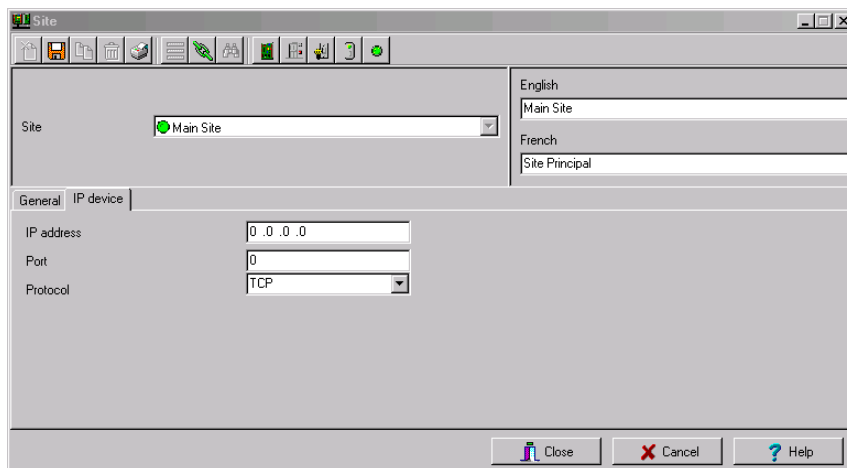 Site
English
Main Site
Site
Main Site
French
Site Principal
General
IP device
IP address
0 .0 .0 .0
Port
0
Protocol
TCP
Close
Cancel
Help